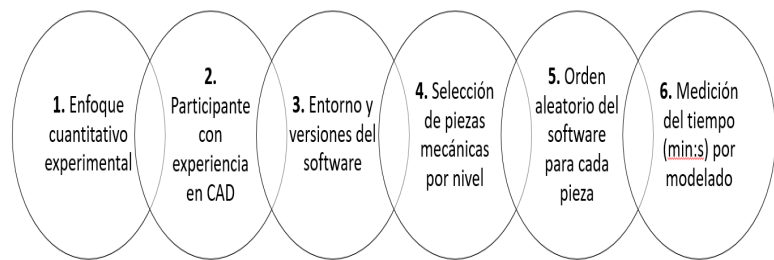 1. Enfoque
cuantitativo
experimental
2.
Participante
con
experiencia
en CAD
3. Entorno y
versiones del
software
4. Selección
de piezas
mecánicas
por nivel
5. Orden
aleatorio del
software
para cada
pieza
6. Medición
del tiempo
(min:s) por
modelado